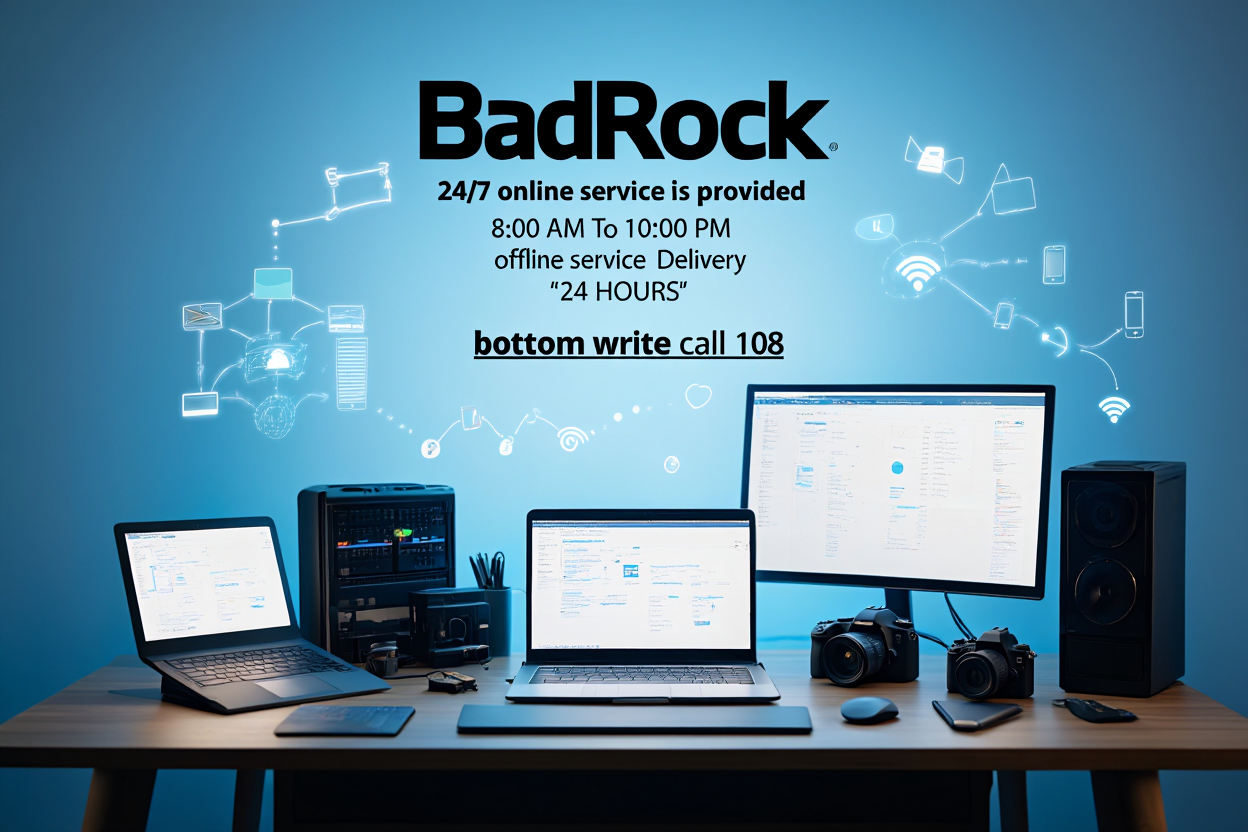 BadRock®
24/7 online service is provided
8:00 AM To 10:00 PM
offline service Delivery
"24 HOURS"
bottom write call 108